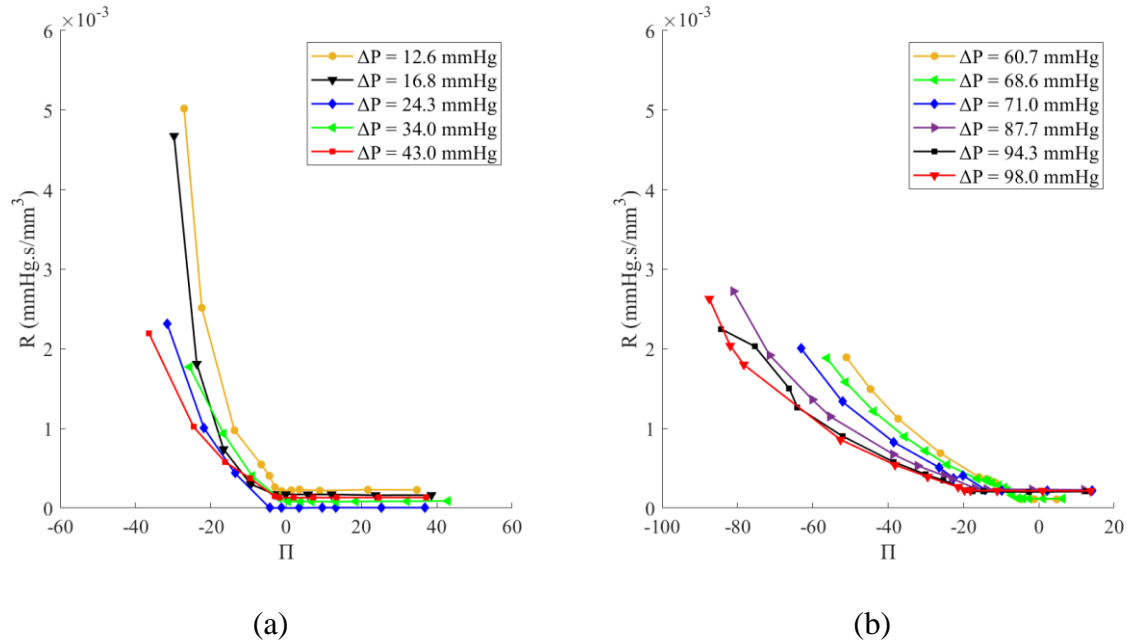 ×10⁻³
6
5
4
3
2
1
0
R (mmHg.s/mm³)
-60 -40 -20 0 20 40 60
Π
ΔP = 12.6 mmHg
ΔP = 16.8 mmHg
ΔP = 24.3 mmHg
ΔP = 34.0 mmHg
ΔP = 43.0 mmHg
(a)
×10⁻³
6
5
4
3
2
1
0
R (mmHg.s/mm³)
-100 -80 -60 -40 -20 0 20
Π
ΔP = 60.7 mmHg
ΔP = 68.6 mmHg
ΔP = 71.0 mmHg
ΔP = 87.7 mmHg
ΔP = 94.3 mmHg
ΔP = 98.0 mmHg
(b)